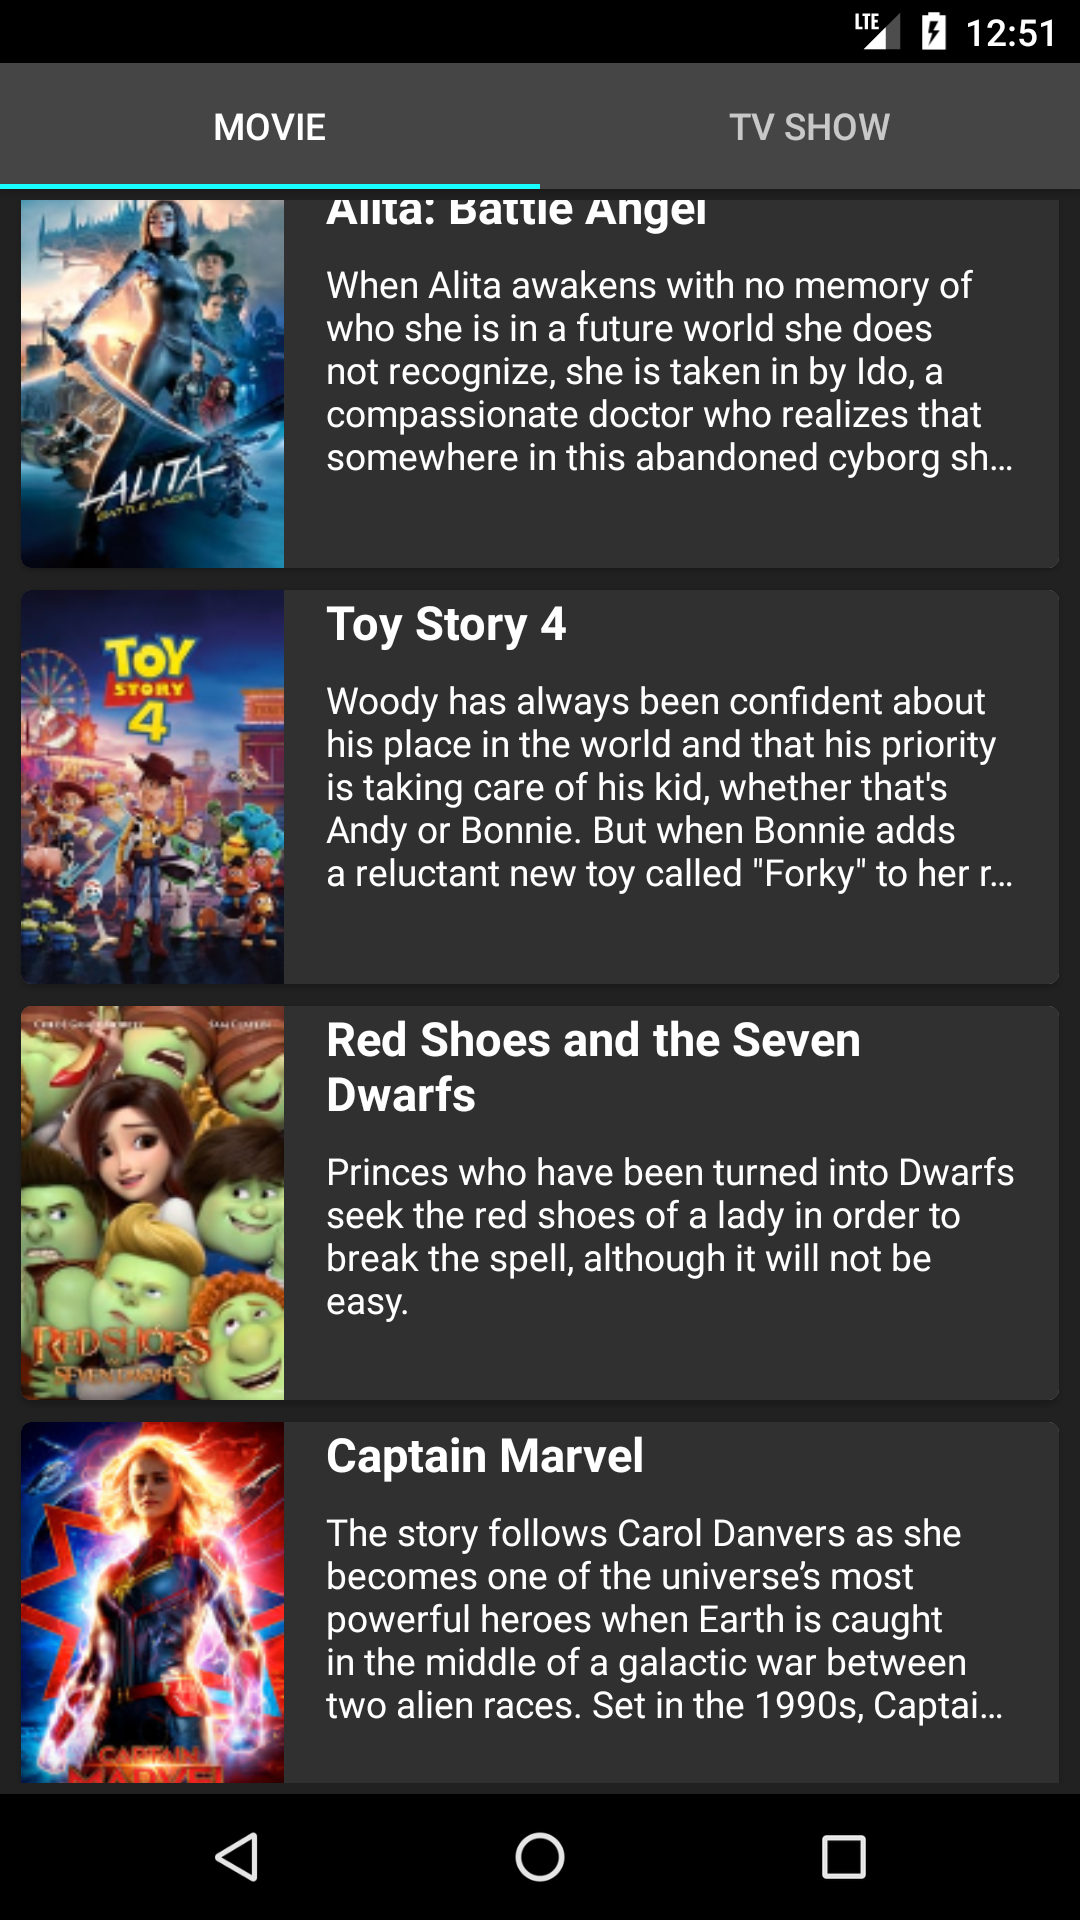 LTE 12:51
MOVIE TV SHOW
Alita: Battle Angel
When Alita awakens with no memory of
who she is in a future world she does
not recognize, she is taken in by Ido, a
compassionate doctor who realizes that
somewhere in this abandoned cyborg sh…
ALITA
BATTLE ANGEL
Toy Story 4
TOY
STORY
4
Woody has always been confident about
his place in the world and that his priority
is taking care of his kid, whether that's
Andy or Bonnie. But when Bonnie adds
a reluctant new toy called "Forky" to her r…
Red Shoes and the Seven
Dwarfs
Princes who have been turned into Dwarfs
seek the red shoes of a lady in order to
break the spell, although it will not be
easy.
RED SHOES
SEVEN DWARFS
Captain Marvel
The story follows Carol Danvers as she
becomes one of the universe’s most
powerful heroes when Earth is caught
in the middle of a galactic war between
two alien races. Set in the 1990s, Captai…
CAPTAIN
MARVEL